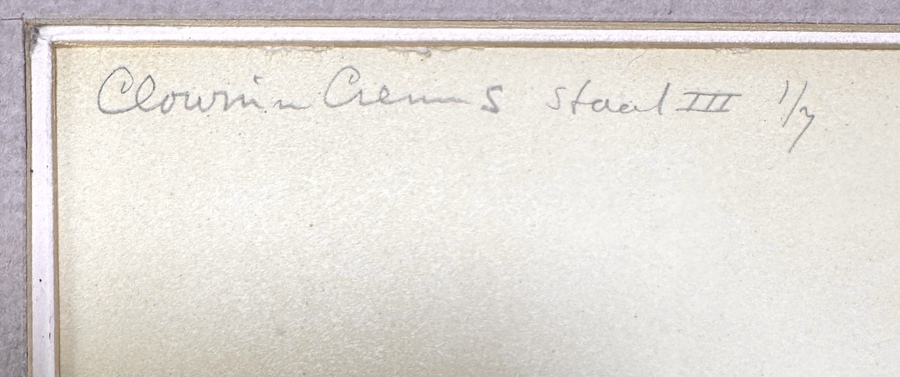 Clown in Circus Staat III 1/7